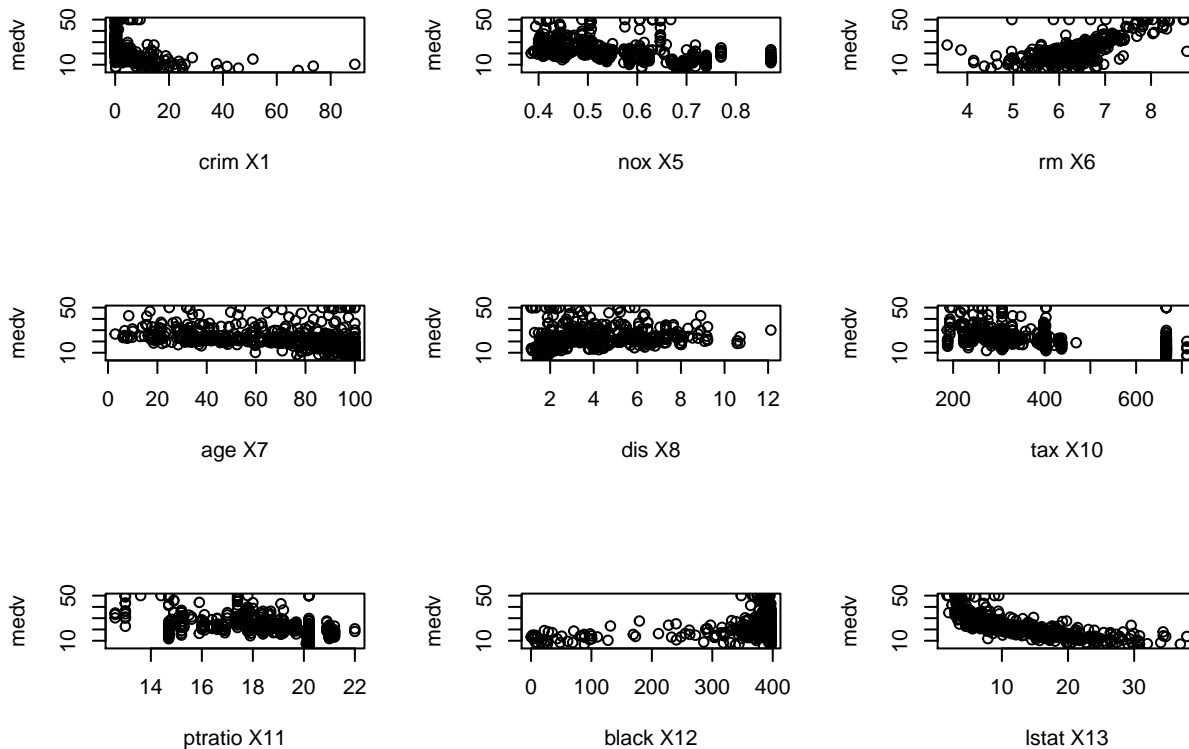 medv
10 50
0 20 40 60 80
crim X1
medv
10 50
0.4 0.5 0.6 0.7 0.8
nox X5
medv
10 50
4 5 6 7 8
rm X6
medv
10 50
0 20 40 60 80 100
age X7
medv
10 50
2 4 6 8 10 12
dis X8
medv
10 50
200 400 600
tax X10
medv
10 50
14 16 18 20 22
ptratio X11
medv
10 50
0 100 200 300 400
black X12
medv
10 50
10 20 30
lstat X13